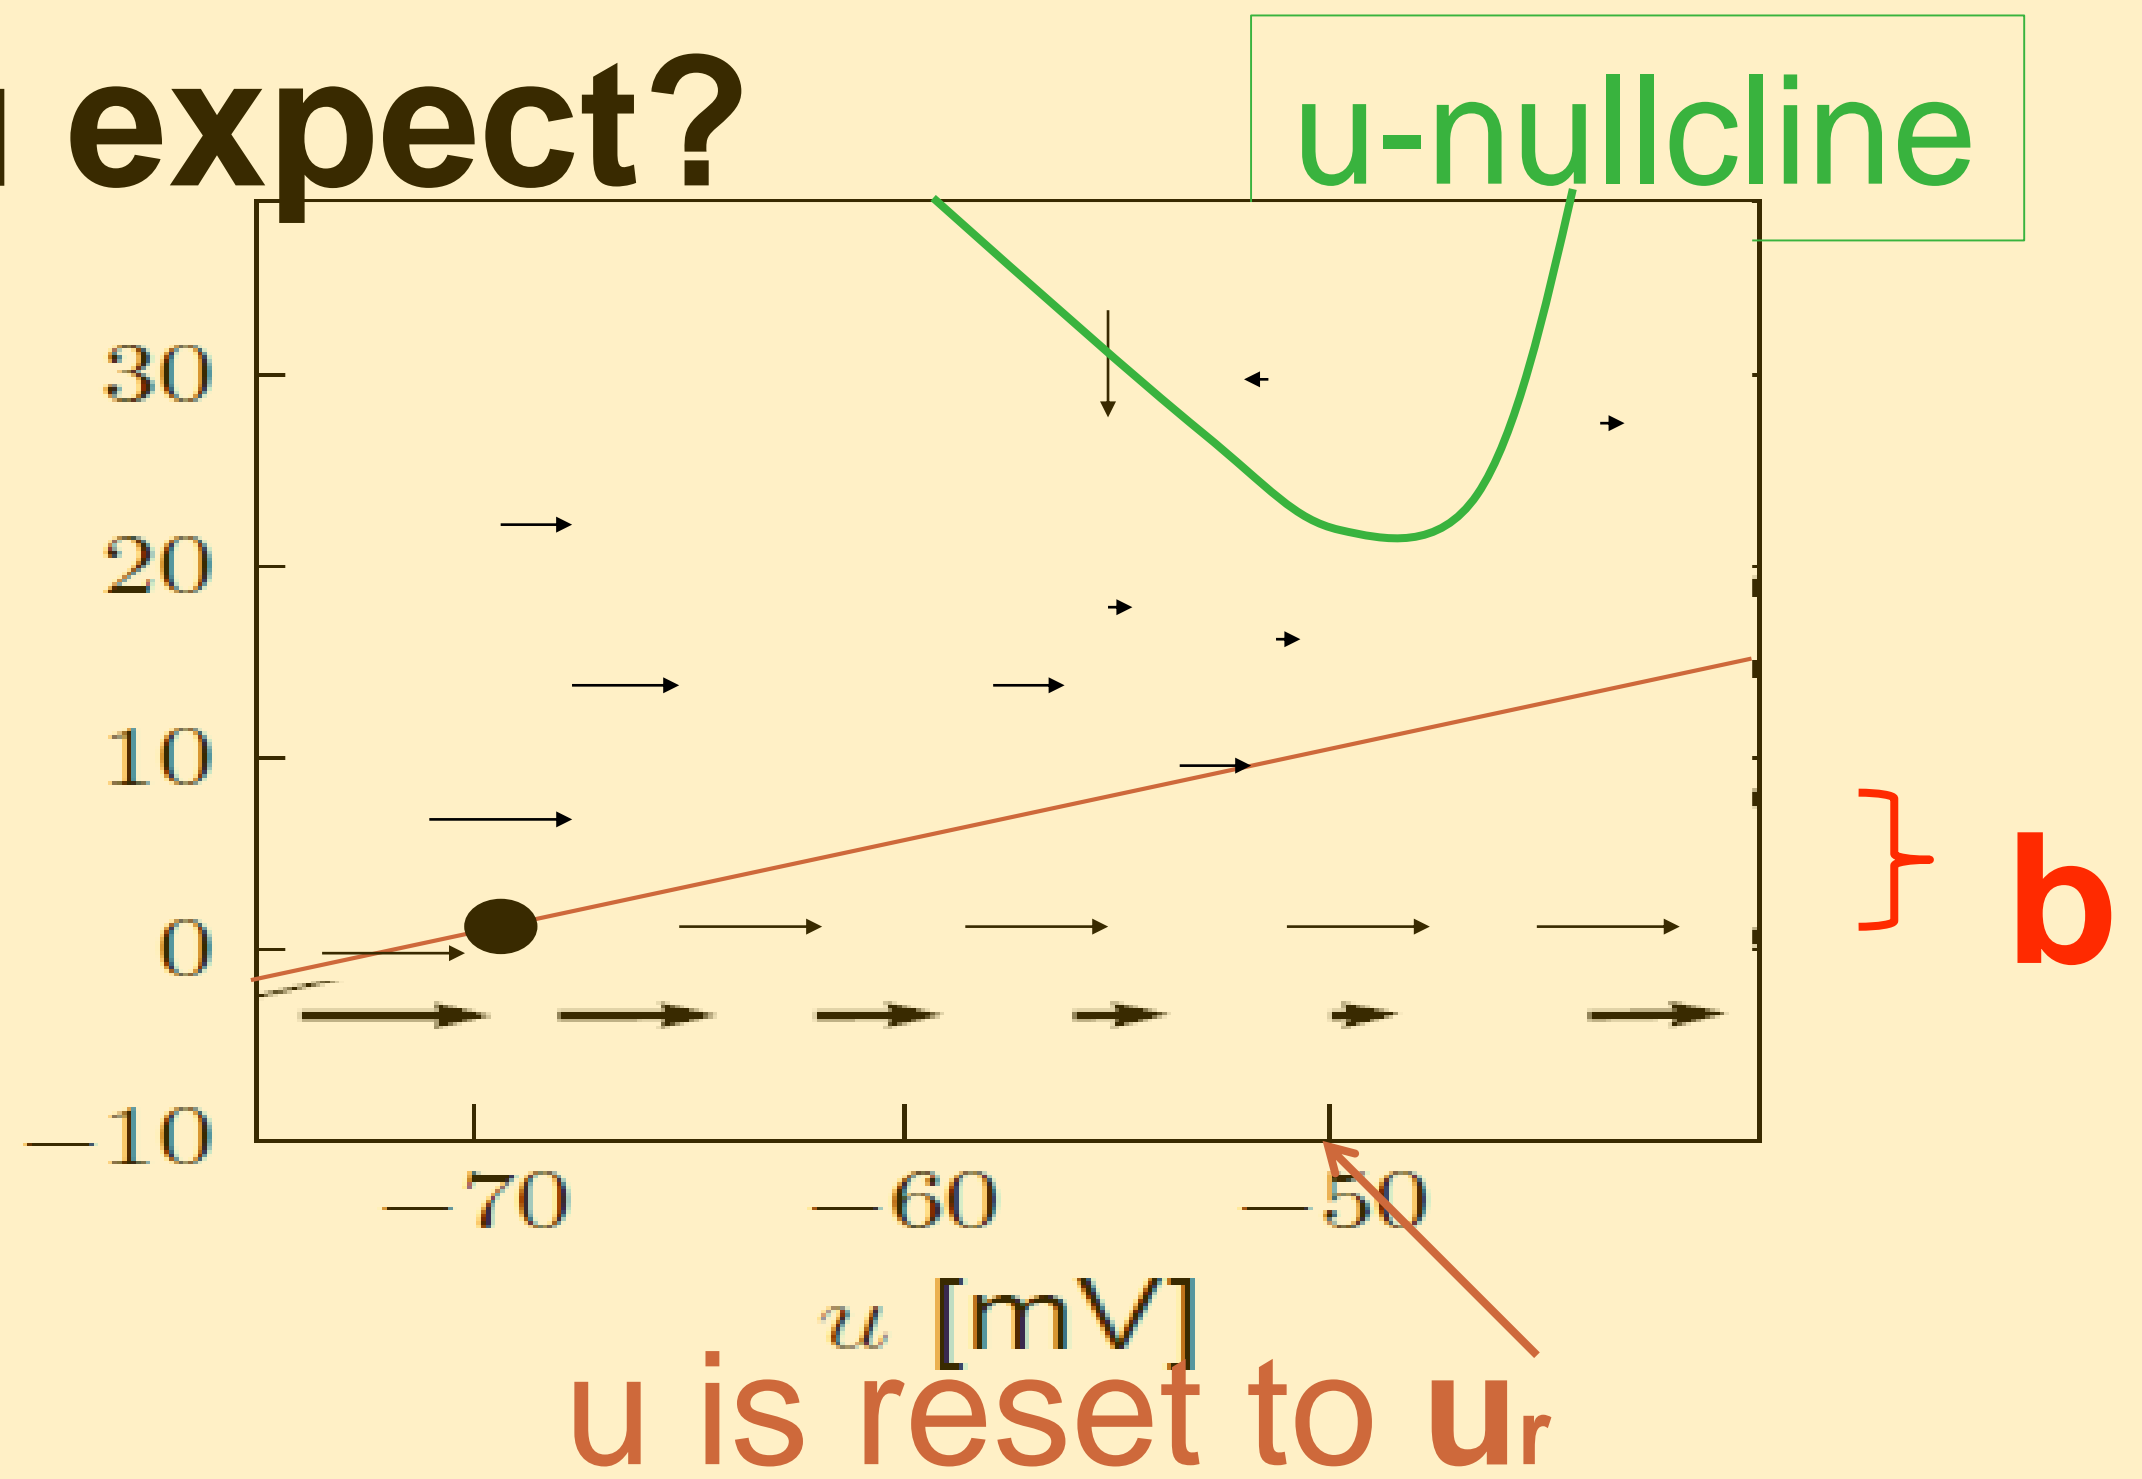 expect?
u-nullcline
30
20
10
0
−10
b
−70 −60 −50
u [mV]
u is reset to ur